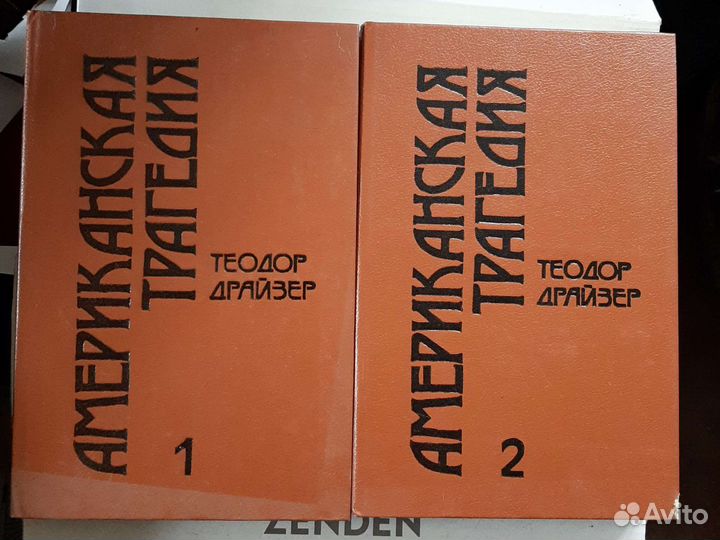 АМЕРИКАНСКАЯ
ТРАГЕДИЯ
ТЕОДОР
ДРАЙЗЕР
1
АМЕРИКАНСКАЯ
ТРАГЕДИЯ
ТЕОДОР
ДРАЙЗЕР
2
ZENDEN
Avito